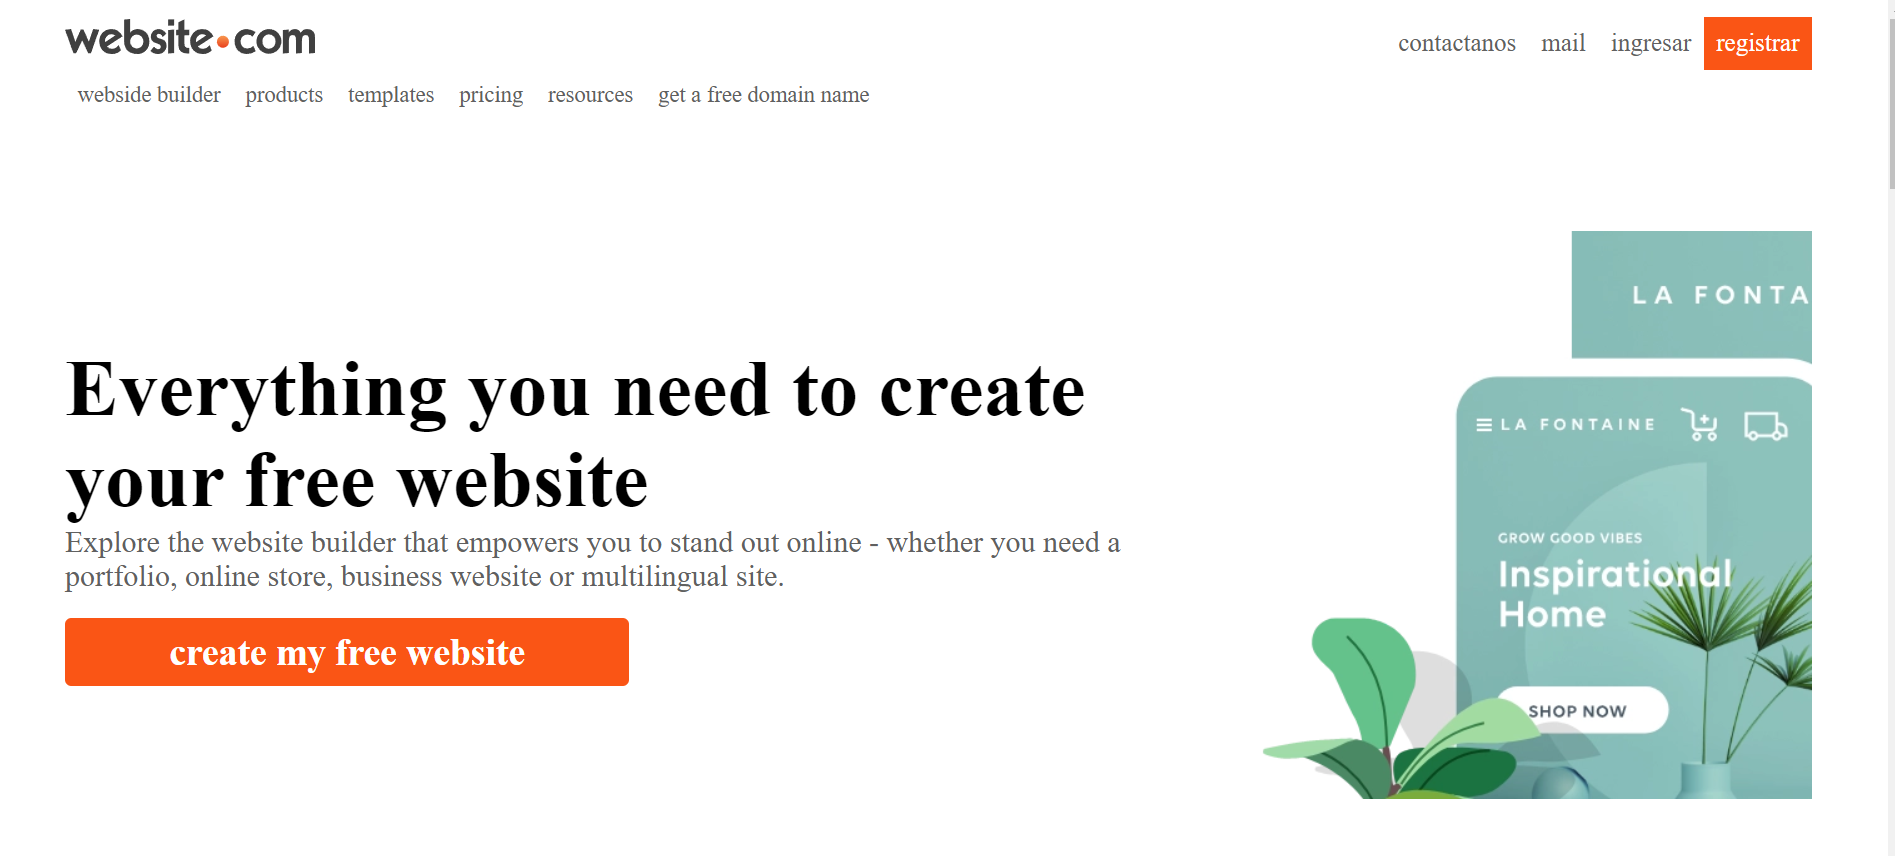 website.com
contactanos mail ingresar registrar
webside builder products templates pricing resources get a free domain name
LA FONTA
Everything you need to create
your free website
LA FONTAINE
Explore the website builder that empowers you to stand out online - whether you need a
portfolio, online store, business website or multilingual site.
create my free website
GROW GOOD VIBES
Inspirational
Home
SHOP NOW